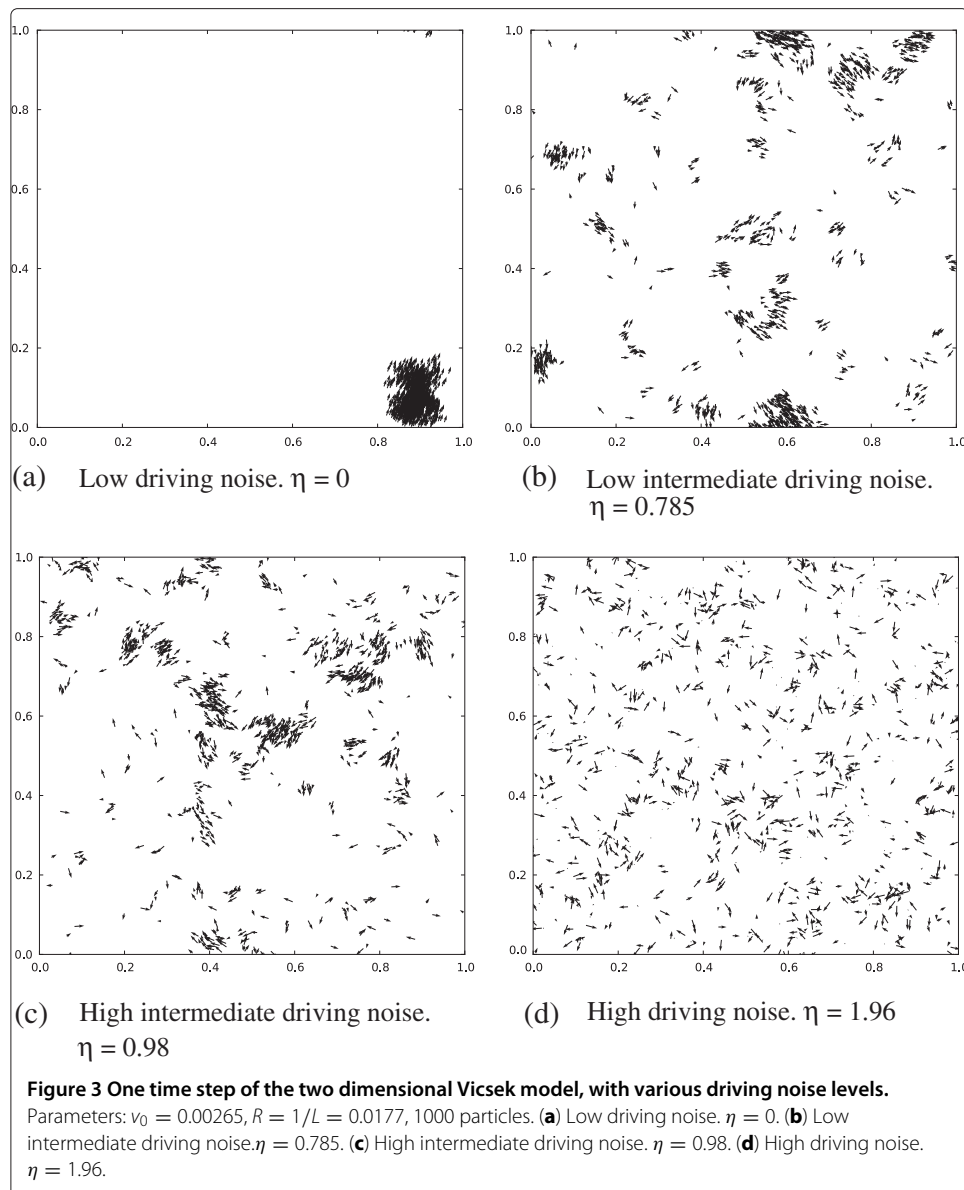 1.0
0.8
0.6
0.4
0.2
0.0
0.0 0.2 0.4 0.6 0.8 1.0
(a) Low driving noise. η = 0
1.0
0.8
0.6
0.4
0.2
0.0
0.0 0.2 0.4 0.6 0.8 1.0
(b) Low intermediate driving noise.
η = 0.785
1.0
0.8
0.6
0.4
0.2
0.0
0.0 0.2 0.4 0.6 0.8 1.0
(c) High intermediate driving noise.
η = 0.98
1.0
0.8
0.6
0.4
0.2
0.0
0.0 0.2 0.4 0.6 0.8 1.0
(d) High driving noise. η = 1.96
Figure 3 One time step of the two dimensional Vicsek model, with various driving noise levels.
Parameters: v₀ = 0.00265, R = 1/L = 0.0177, 1000 particles. (a) Low driving noise. η = 0. (b) Low
intermediate driving noise.η = 0.785. (c) High intermediate driving noise. η = 0.98. (d) High driving noise.
η = 1.96.